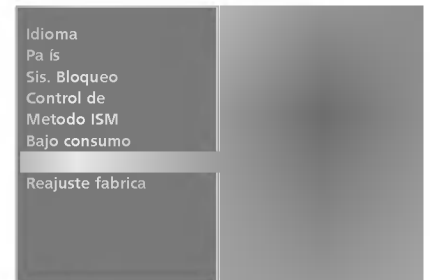 Idioma
Pa ís
Sis. Bloqueo
Control de
Metodo ISM
Bajo consumo
Reajuste fabrica